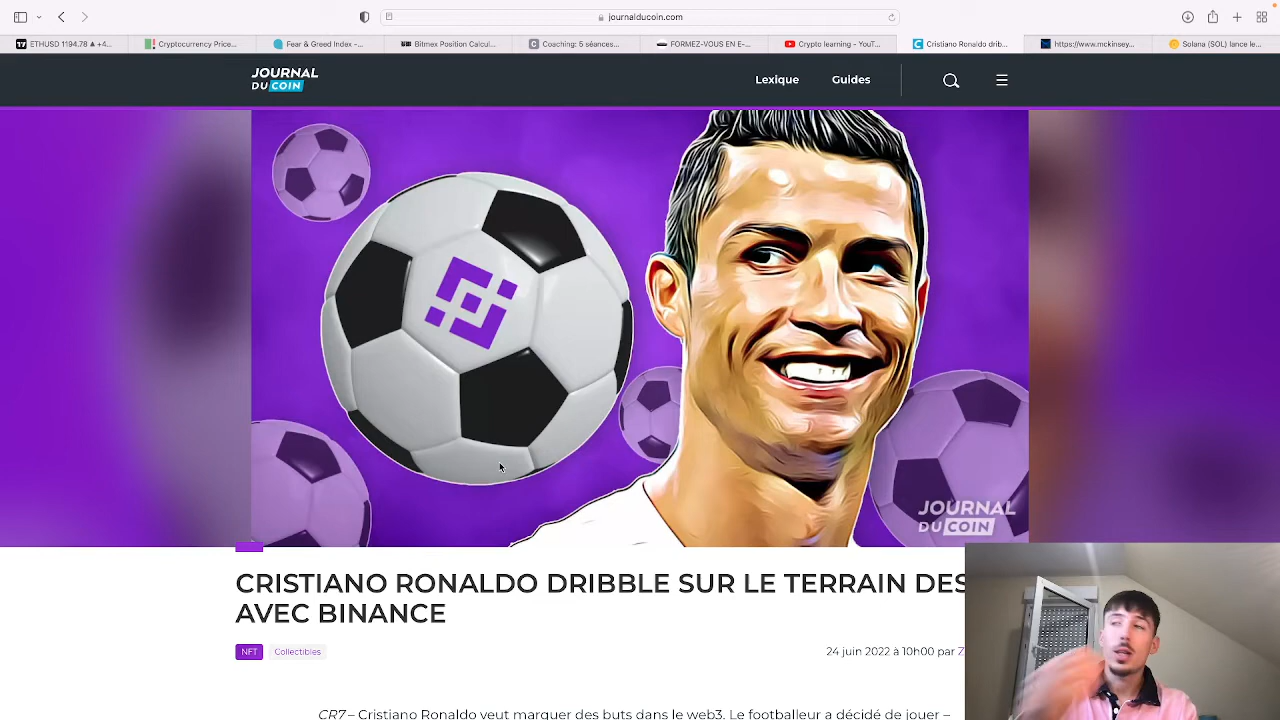 journalducoin.com
ETHUSD 1194.78 ▲ +4...
Cryptocurrency Price...
Fear & Greed Index -...
Bitmex Position Calcul...
Coaching: 5 séances...
FORMEZ-VOUS EN E-...
Crypto learning - YouT...
Cristiano Ronaldo drib...
https://www.mckinsey...
Solana (SOL) lance le...
JOURNAL
DU COIN
Lexique
Guides
JOURNAL
DU COIN
CRISTIANO RONALDO DRIBBLE SUR LE TERRAIN DES
AVEC BINANCE
NFT
Collectibles
24 juin 2022 à 10h00 par Z
CR7 – Cristiano Ronaldo veut marquer des buts dans le web3. Le footballeur a décidé de jouer –